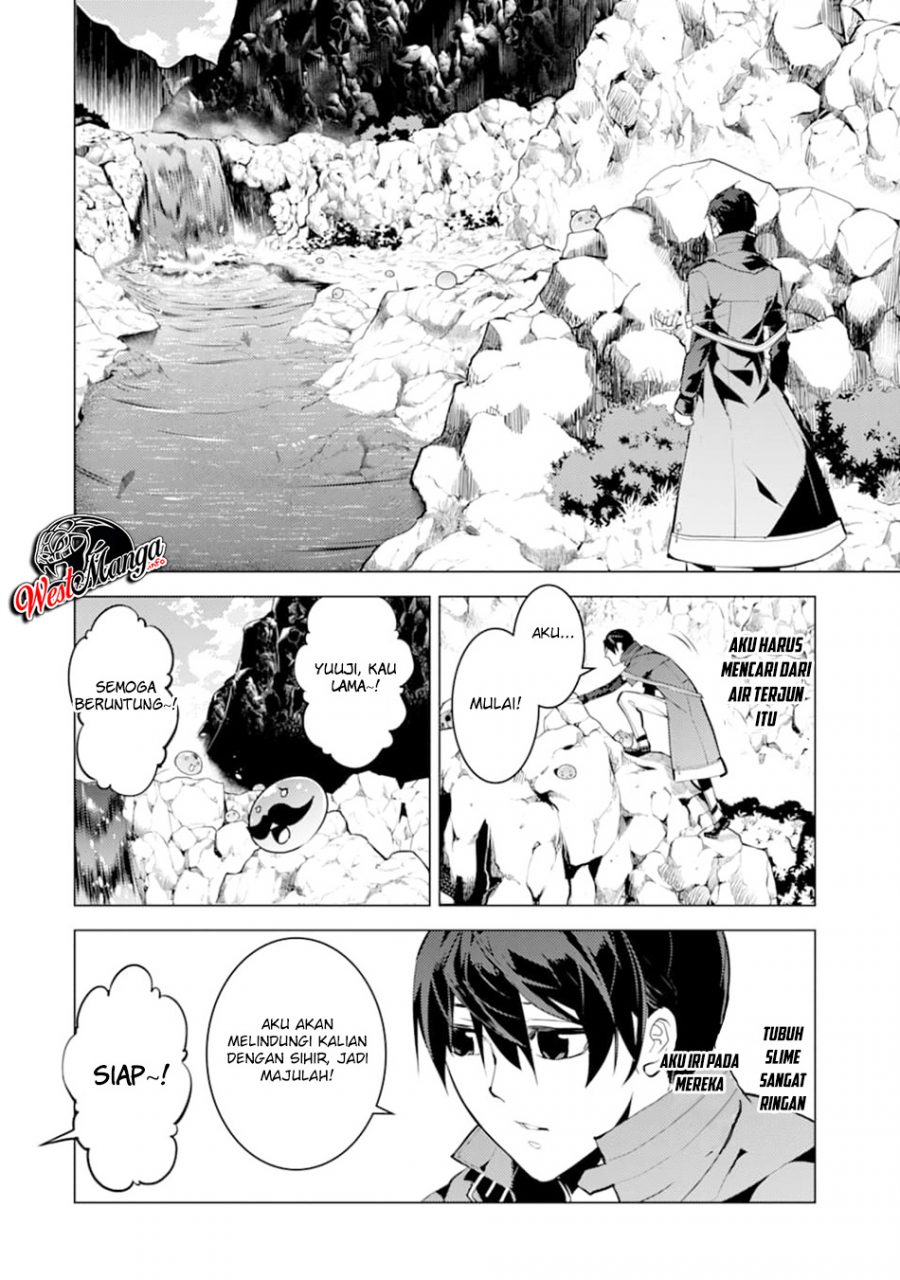 WestManga
.info
AKU HARUS
MENCARI DARI
AIR TERJUN
ITU
AKU...
MULAI!
YUUJI, KAU
LAMA~!
SEMOGA
BERUNTUNG~!
TUBUH
SLIME
SANGAT
RINGAN
AKU IRI PADA
MEREKA
AKU AKAN
MELINDUNGI KALIAN
DENGAN SIHIR, JADI
MAJULAH!
SIAP~!